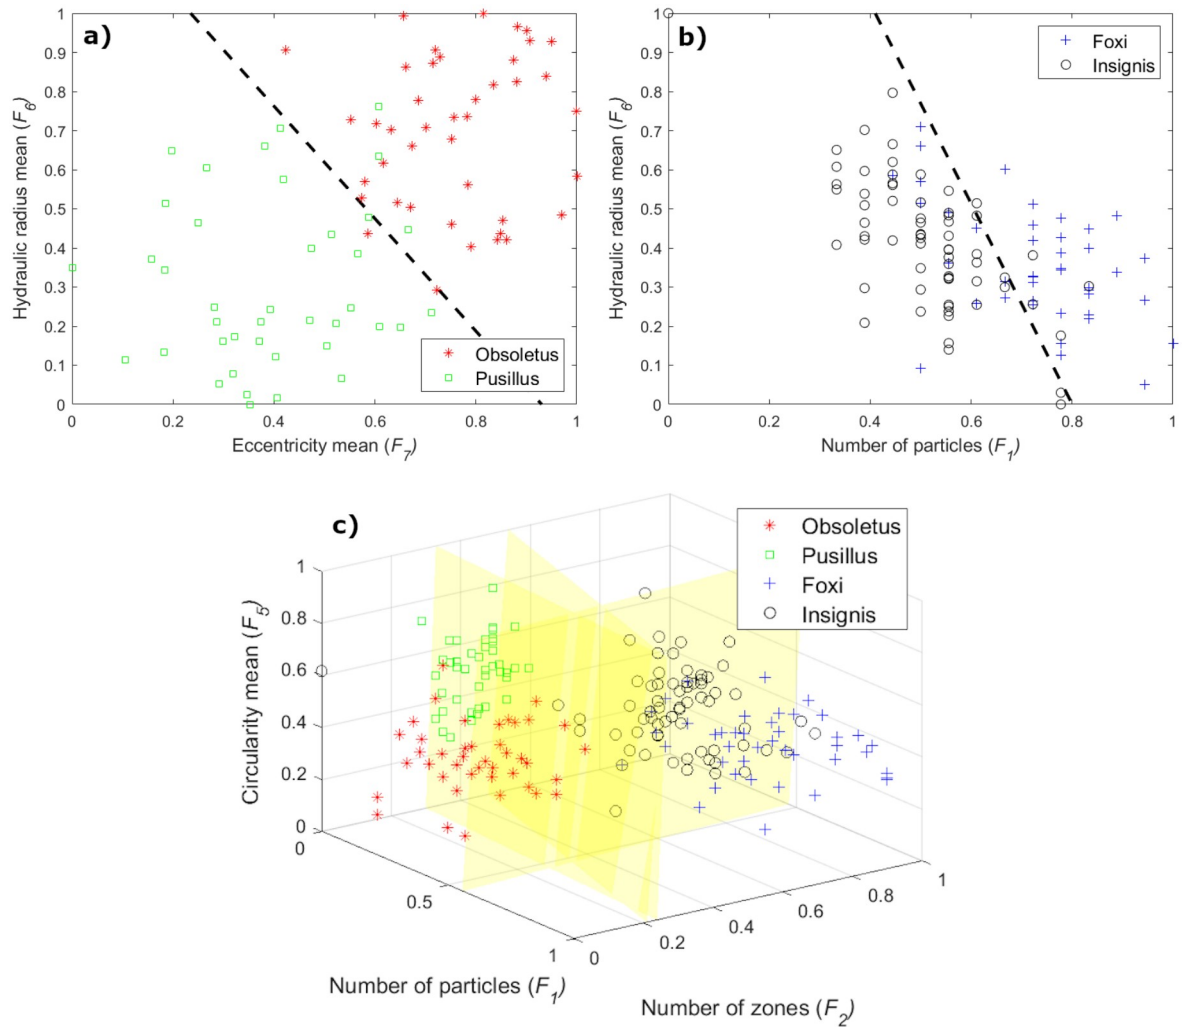 a)
1
0.9
0.8
0.7
0.6
0.5
0.4
0.3
0.2
0.1
0
Hydraulic radius mean (F6)
0 0.2 0.4 0.6 0.8 1
Eccentricity mean (F7)
Obsoletus
Pusillus
b)
1
0.9
0.8
0.7
0.6
0.5
0.4
0.3
0.2
0.1
0
Hydraulic radius mean (F6)
0 0.2 0.4 0.6 0.8 1
Number of particles (F1)
Foxi
Insignis
c)
1
0.8
0.6
0.4
0.2
0
Circularity mean (F5)
0
0.5
1
Number of particles (F1)
0
0.2
0.4
0.6
0.8
1
Number of zones (F2)
Obsoletus
Pusillus
Foxi
Insignis